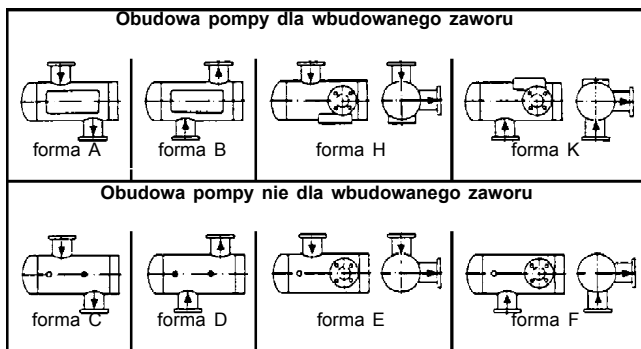 Obudowa pompy dla wbudowanego zaworu
forma A forma B forma H forma K
Obudowa pompy nie dla wbudowanego zaworu
forma C forma D forma E forma F